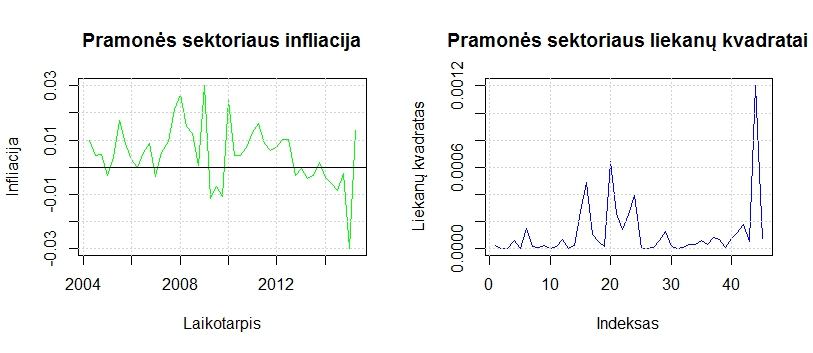 Pramonės sektoriaus infliacija
Infliacija
0.03
0.01
-0.01
-0.03
2004 2008 2012
Laikotarpis
Pramonės sektoriaus liekanų kvadratai
Liekanų kvadratas
0.0012
0.0006
0.0000
0 10 20 30 40
Indeksas